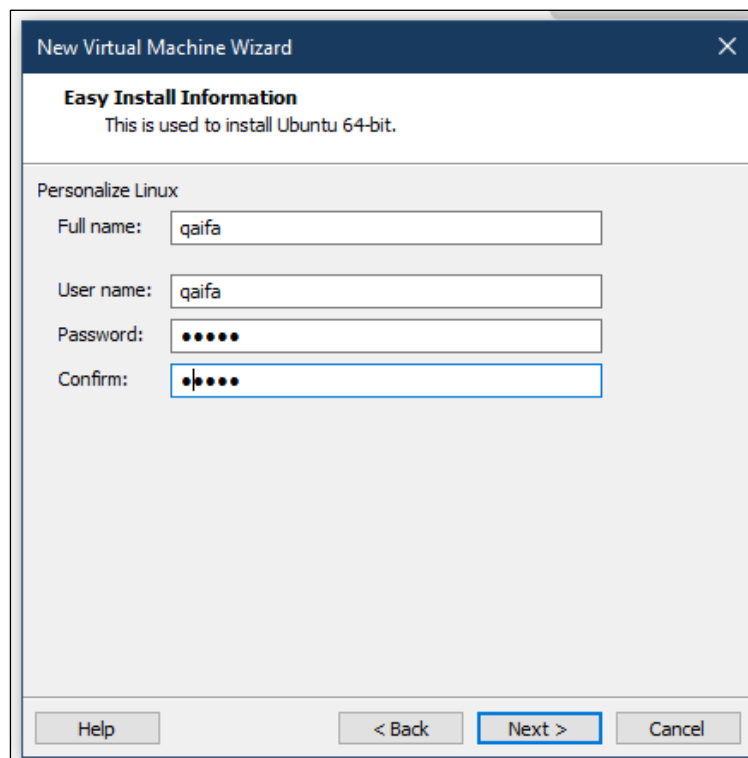 New Virtual Machine Wizard
Easy Install Information
This is used to install Ubuntu 64-bit.
Personalize Linux
Full name: qaifa
User name: qaifa
Password: •••••
Confirm: •••••
Help < Back Next > Cancel